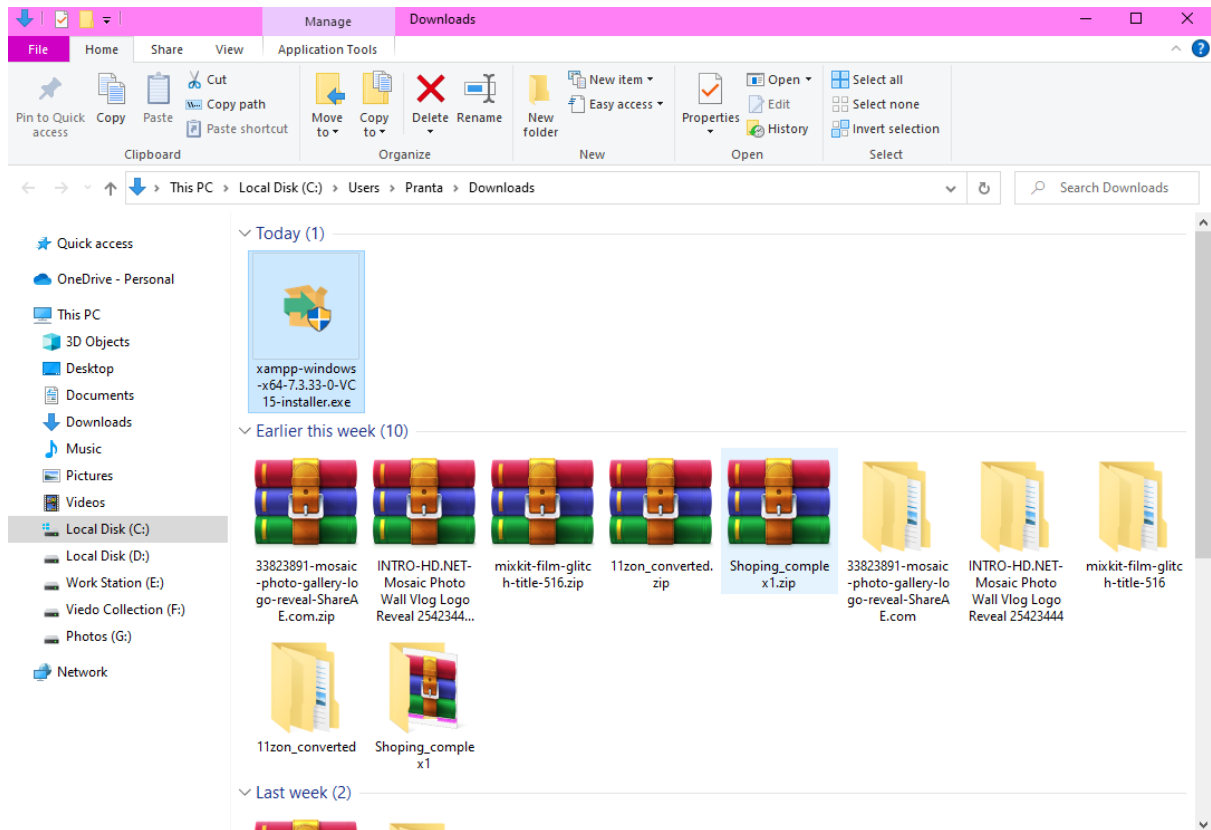 Manage
Downloads
File
Home
Share
View
Application Tools
Pin to Quick
access
Copy
Paste
Cut
Copy path
Paste shortcut
Clipboard
Move
to
Copy
to
Delete
Rename
Organize
New
folder
New item
Easy access
New
Properties
Open
Edit
History
Open
Select all
Select none
Invert selection
Select
This PC > Local Disk (C:) > Users > Pranta > Downloads
Search Downloads
Quick access
OneDrive - Personal
This PC
3D Objects
Desktop
Documents
Downloads
Music
Pictures
Videos
Local Disk (C:)
Local Disk (D:)
Work Station (E:)
Viedo Collection (F:)
Photos (G:)
Network
Today (1)
xampp-windows
-x64-7.3.33-0-VC
15-installer.exe
Earlier this week (10)
33823891-mosaic
-photo-gallery-lo
go-reveal-ShareA
E.com.zip
INTRO-HD.NET-
Mosaic Photo
Wall Vlog Logo
Reveal 2542344...
mixkit-film-glitc
h-title-516.zip
11zon_converted.
zip
Shoping_comple
x1.zip
33823891-mosaic
-photo-gallery-lo
go-reveal-ShareA
E.com
INTRO-HD.NET-
Mosaic Photo
Wall Vlog Logo
Reveal 25423444
mixkit-film-glitc
h-title-516
11zon_converted
Shoping_comple
x1
Last week (2)